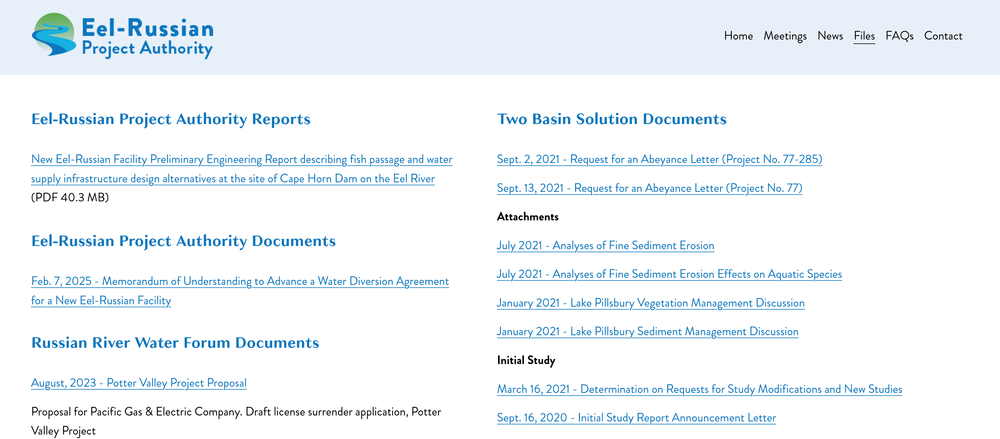 Eel-Russian
Project Authority
Home Meetings News Files FAQs Contact
Eel-Russian Project Authority Reports
New Eel-Russian Facility Preliminary Engineering Report describing fish passage and water
supply infrastructure design alternatives at the site of Cape Horn Dam on the Eel River
(PDF 40.3 MB)
Eel-Russian Project Authority Documents
Feb. 7, 2025 - Memorandum of Understanding to Advance a Water Diversion Agreement
for a New Eel-Russian Facility
Russian River Water Forum Documents
August, 2023 - Potter Valley Project Proposal
Proposal for Pacific Gas & Electric Company. Draft license surrender application, Potter
Valley Project
Two Basin Solution Documents
Sept. 2, 2021 - Request for an Abeyance Letter (Project No. 77-285)
Sept. 13, 2021 - Request for an Abeyance Letter (Project No. 77)
Attachments
July 2021 - Analyses of Fine Sediment Erosion
July 2021 - Analyses of Fine Sediment Erosion Effects on Aquatic Species
January 2021 - Lake Pillsbury Vegetation Management Discussion
January 2021 - Lake Pillsbury Sediment Management Discussion
Initial Study
March 16, 2021 - Determination on Requests for Study Modifications and New Studies
Sept. 16, 2020 - Initial Study Report Announcement Letter